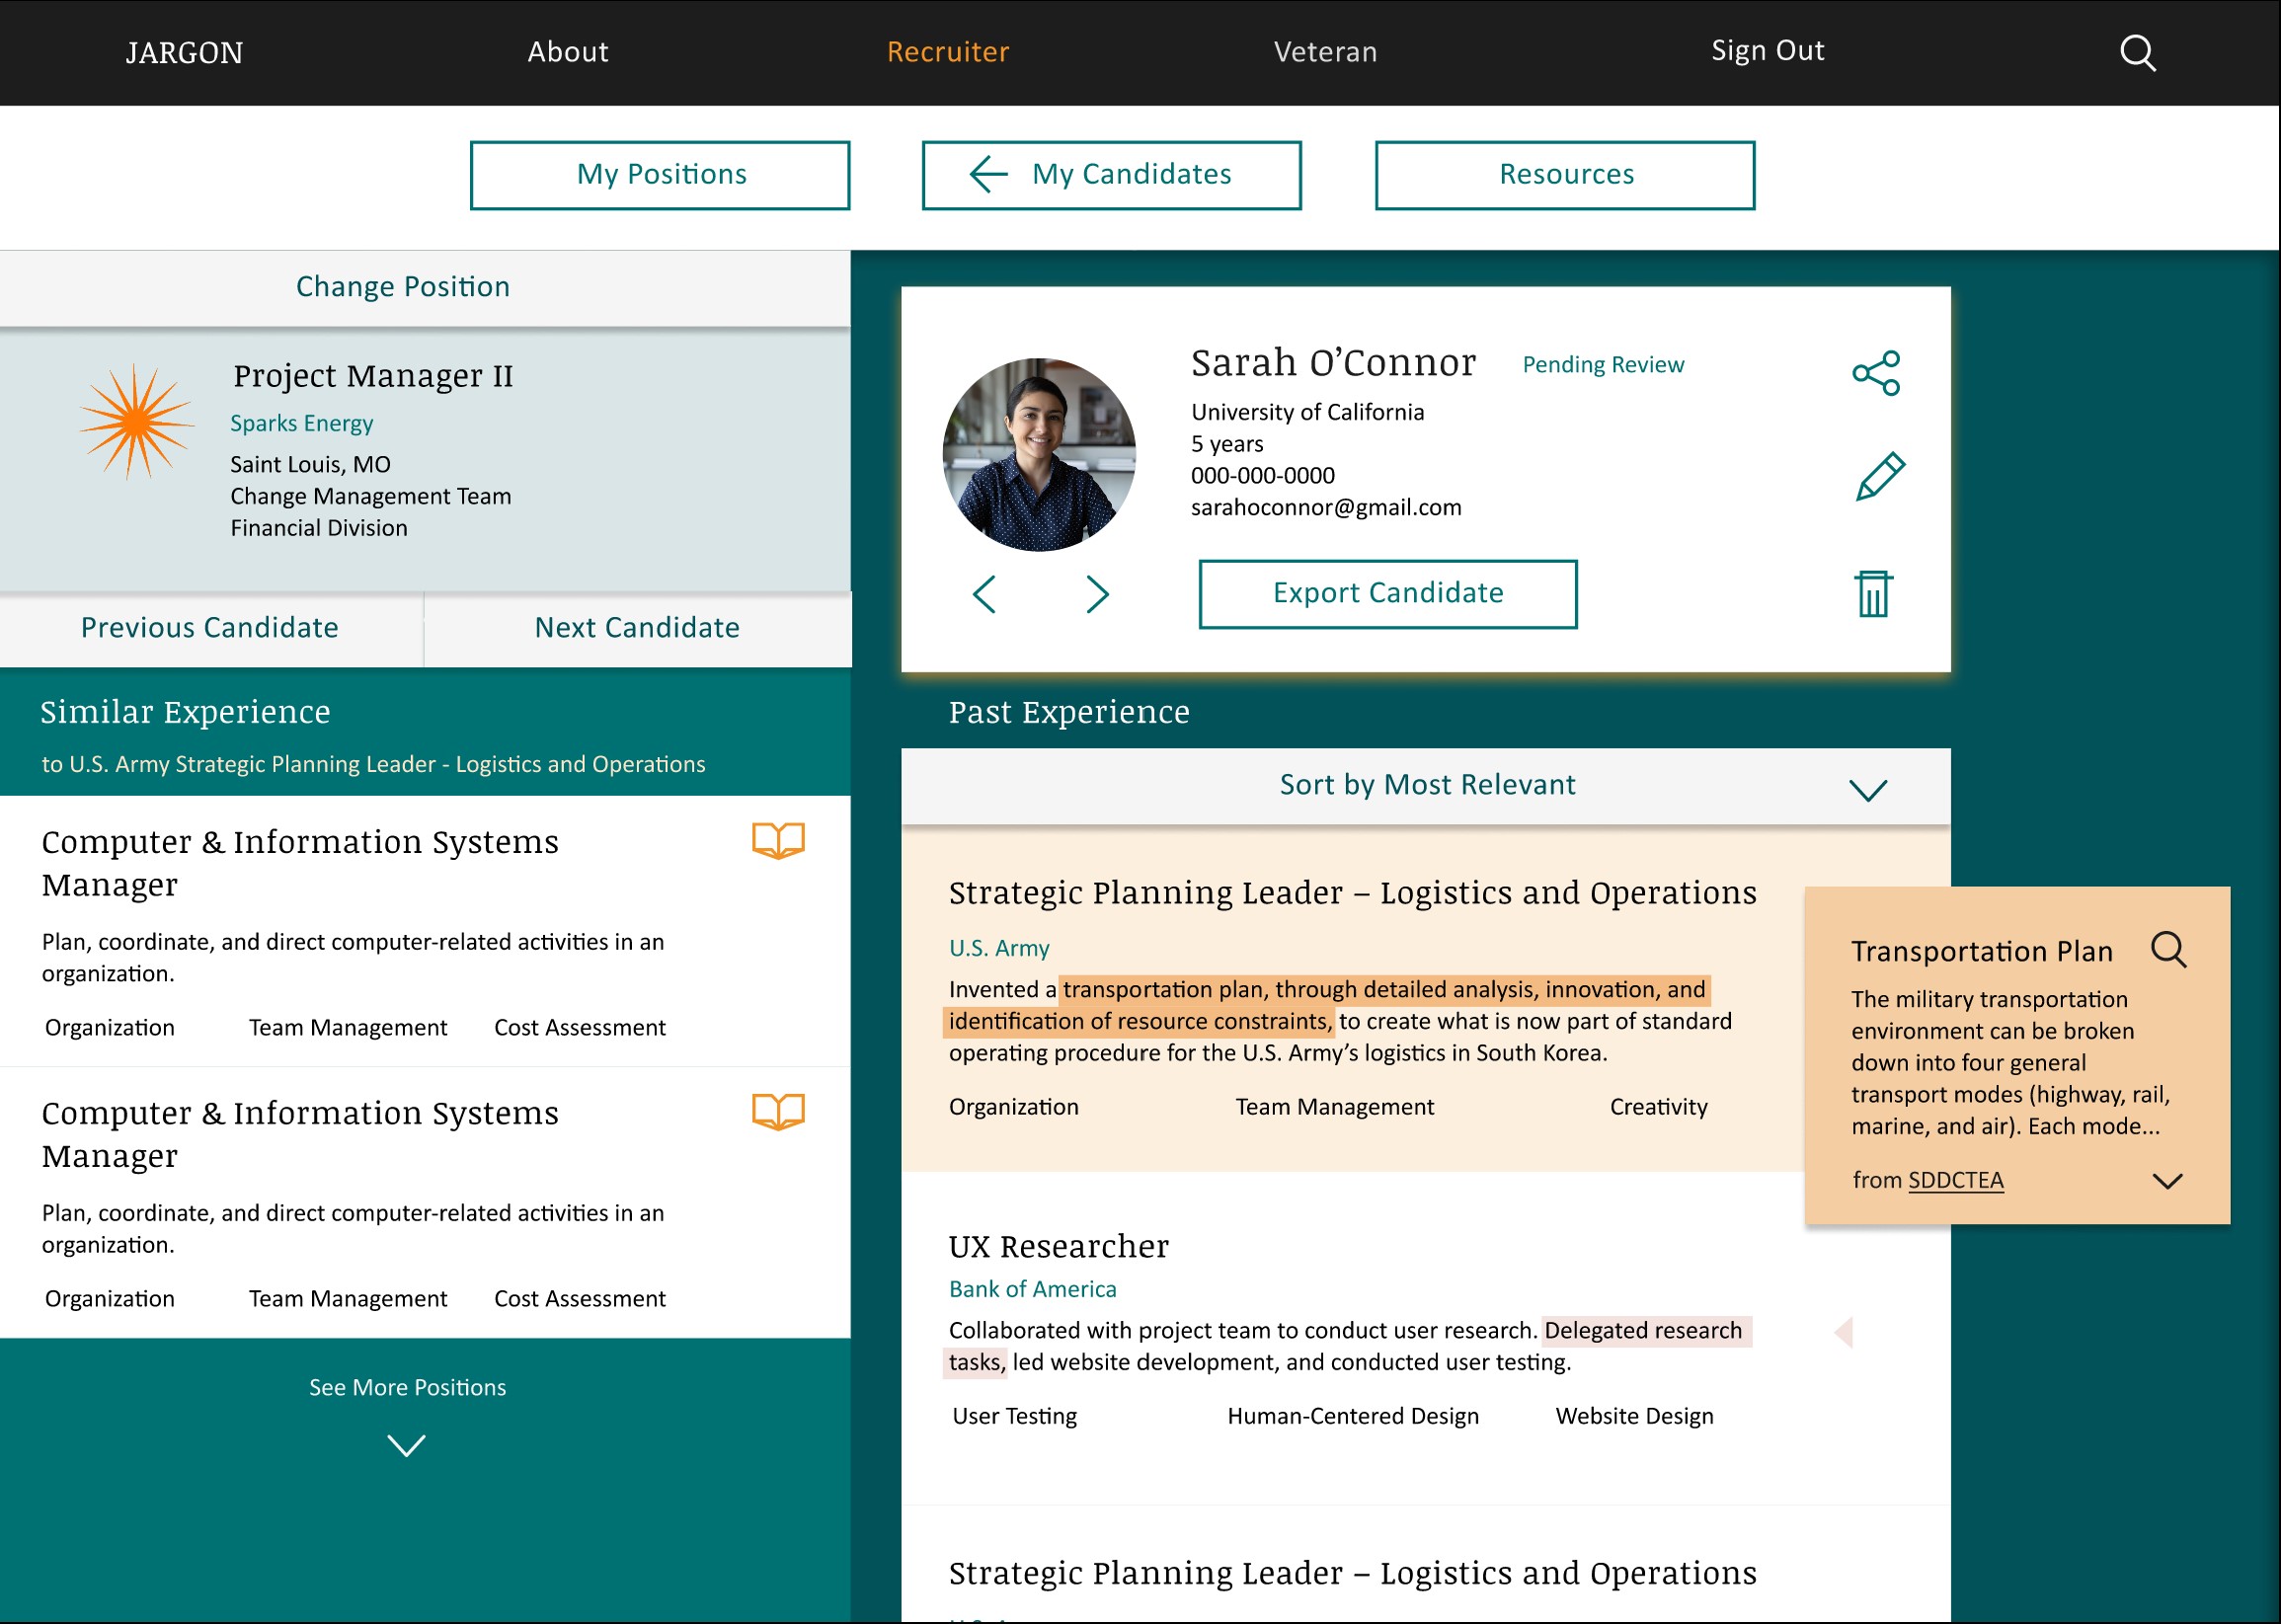 JARGON
About
Recruiter
Veteran
Sign Out
My Positions
My Candidates
Resources
Change Position
Project Manager II
Sparks Energy
Saint Louis, MO
Change Management Team
Financial Division
Previous Candidate
Next Candidate
Similar Experience
to U.S. Army Strategic Planning Leader - Logistics and Operations
Computer & Information Systems
Manager
Plan, coordinate, and direct computer-related activities in an
organization.
Organization Team Management Cost Assessment
Computer & Information Systems
Manager
Plan, coordinate, and direct computer-related activities in an
organization.
Organization Team Management Cost Assessment
See More Positions
Sarah O’Connor
Pending Review
University of California
5 years
000-000-0000
sarahoconnor@gmail.com
Export Candidate
Past Experience
Sort by Most Relevant
Strategic Planning Leader – Logistics and Operations
U.S. Army
Invented a transportation plan, through detailed analysis, innovation, and
identification of resource constraints, to create what is now part of standard
operating procedure for the U.S. Army’s logistics in South Korea.
Organization Team Management Creativity
Transportation Plan
The military transportation
environment can be broken
down into four general
transport modes (highway, rail,
marine, and air). Each mode...
from SDDCTEA
UX Researcher
Bank of America
Collaborated with project team to conduct user research. Delegated research
tasks, led website development, and conducted user testing.
User Testing Human-Centered Design Website Design
Strategic Planning Leader – Logistics and Operations